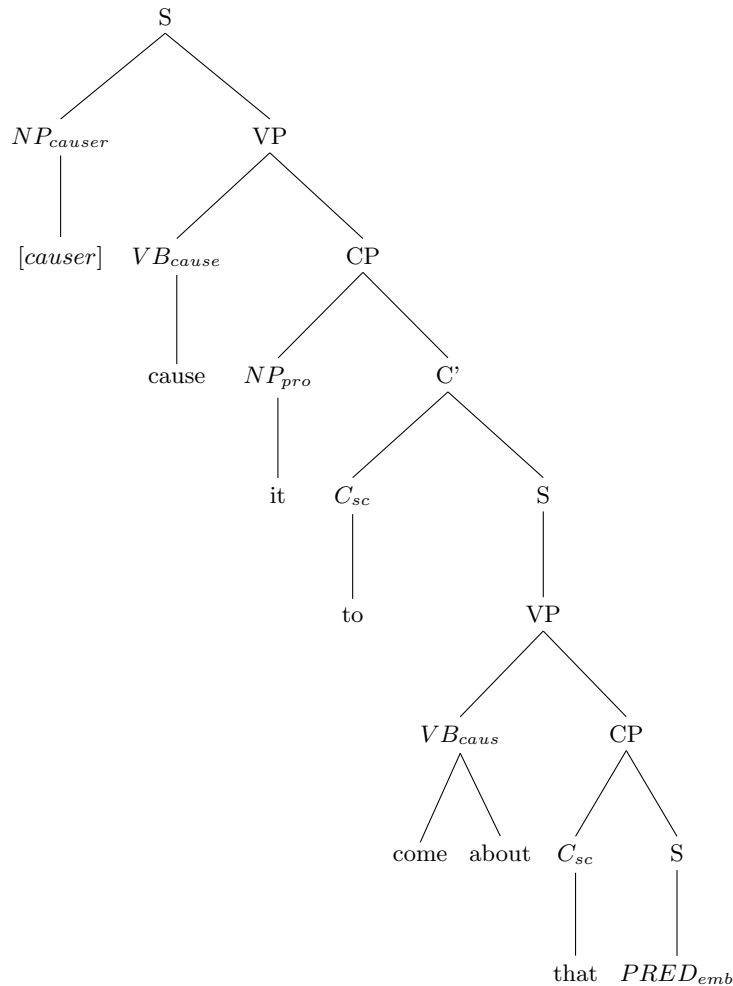 S
NP_causer VP
[causer] VB_cause CP
cause NP_pro C'
it C_sc S
to VP
VB_caus CP
come about C_sc S
that PRED_emb